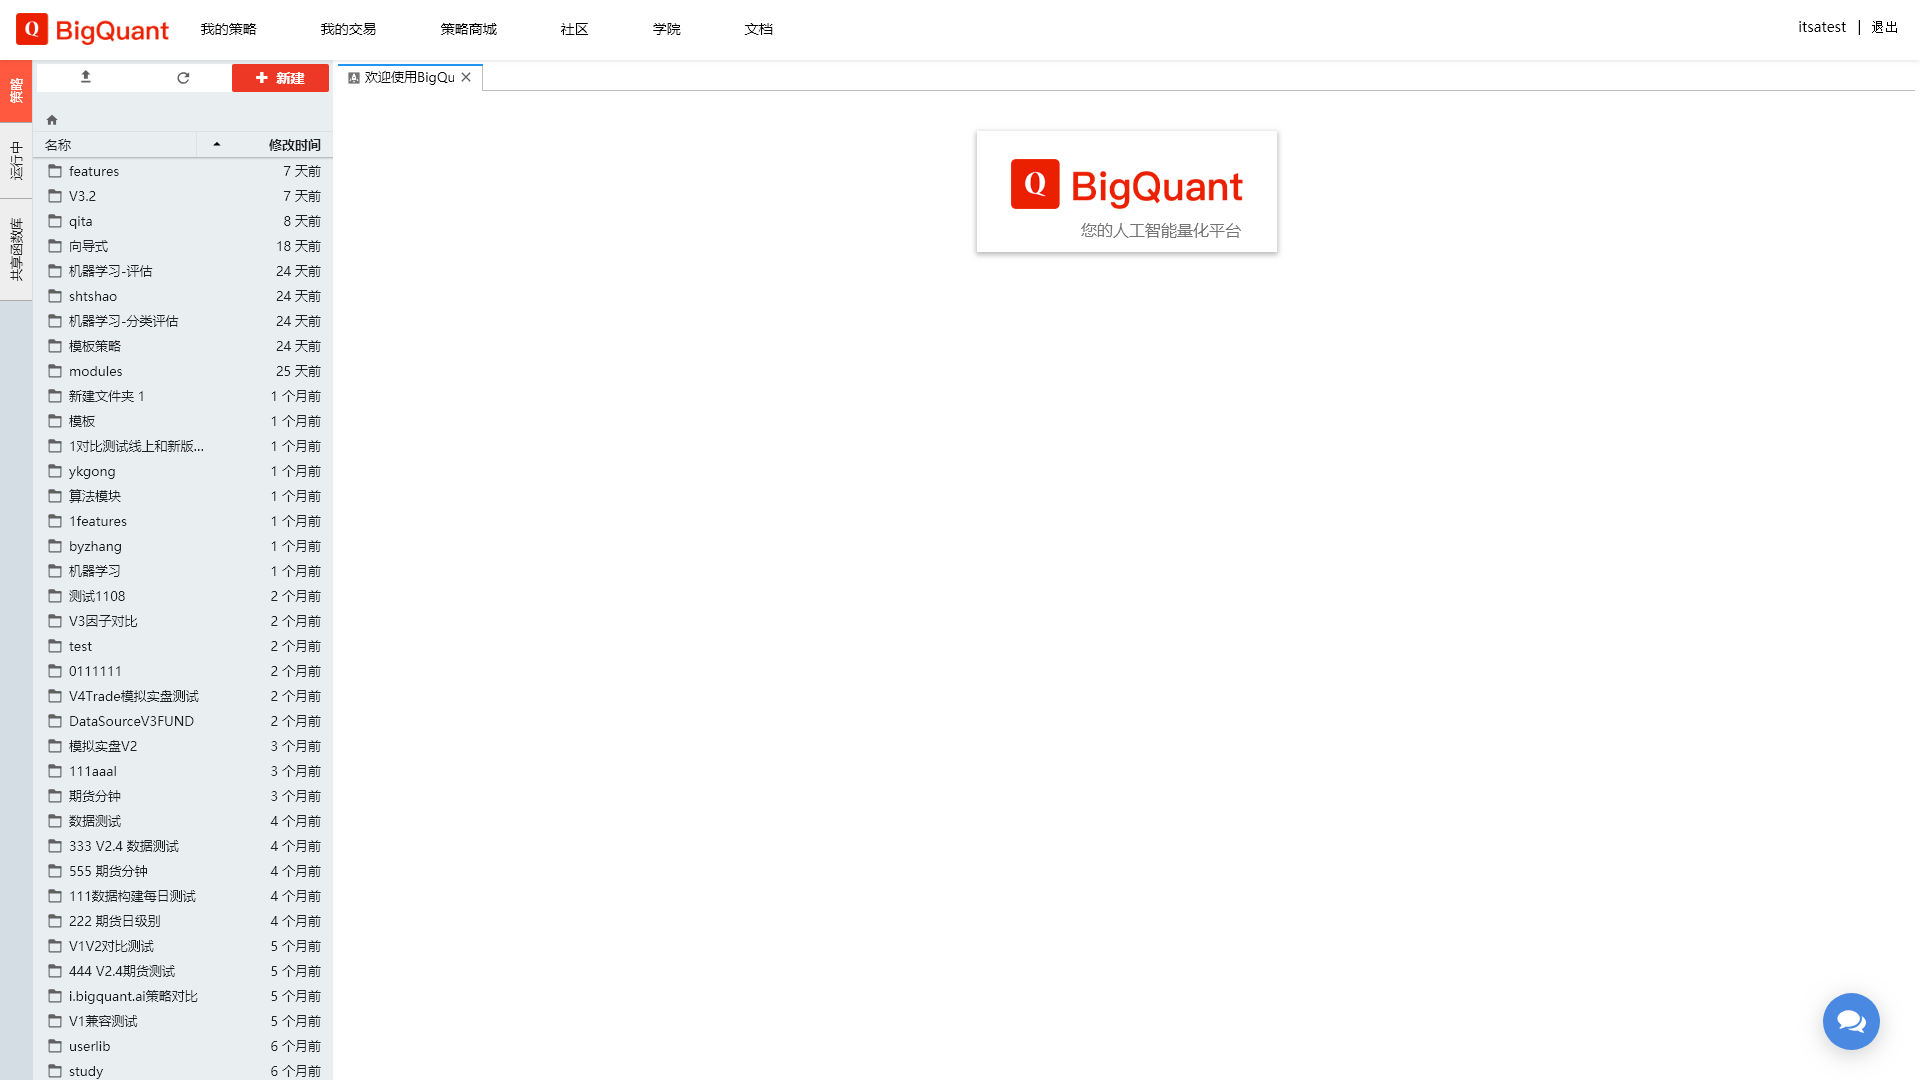 Q BigQuant 我的策略 我的交易 策略商城 社区 学院 文档 itsatest | 退出
策略
运行中
共享函数库
新建
欢迎使用BigQu
名称 修改时间
features 7 天前
V3.2 7 天前
qita 8 天前
向导式 18 天前
机器学习-评估 24 天前
shtshao 24 天前
机器学习-分类评估 24 天前
模板策略 24 天前
modules 25 天前
新建文件夹 1 1 个月前
模板 1 个月前
1对比测试线上和新版... 1 个月前
ykgong 1 个月前
算法模块 1 个月前
1features 1 个月前
byzhang 1 个月前
机器学习 1 个月前
测试1108 2 个月前
V3因子对比 2 个月前
test 2 个月前
0111111 2 个月前
V4Trade模拟实盘测试 2 个月前
DataSourceV3FUND 2 个月前
模拟实盘V2 3 个月前
111aaal 3 个月前
期货分钟 3 个月前
数据测试 4 个月前
333 V2.4 数据测试 4 个月前
555 期货分钟 4 个月前
111数据构建每日测试 4 个月前
222 期货日级别 4 个月前
V1V2对比测试 5 个月前
444 V2.4期货测试 5 个月前
i.bigquant.ai策略对比 5 个月前
V1兼容测试 5 个月前
userlib 6 个月前
study 6 个月前
Q BigQuant
您的人工智能量化平台